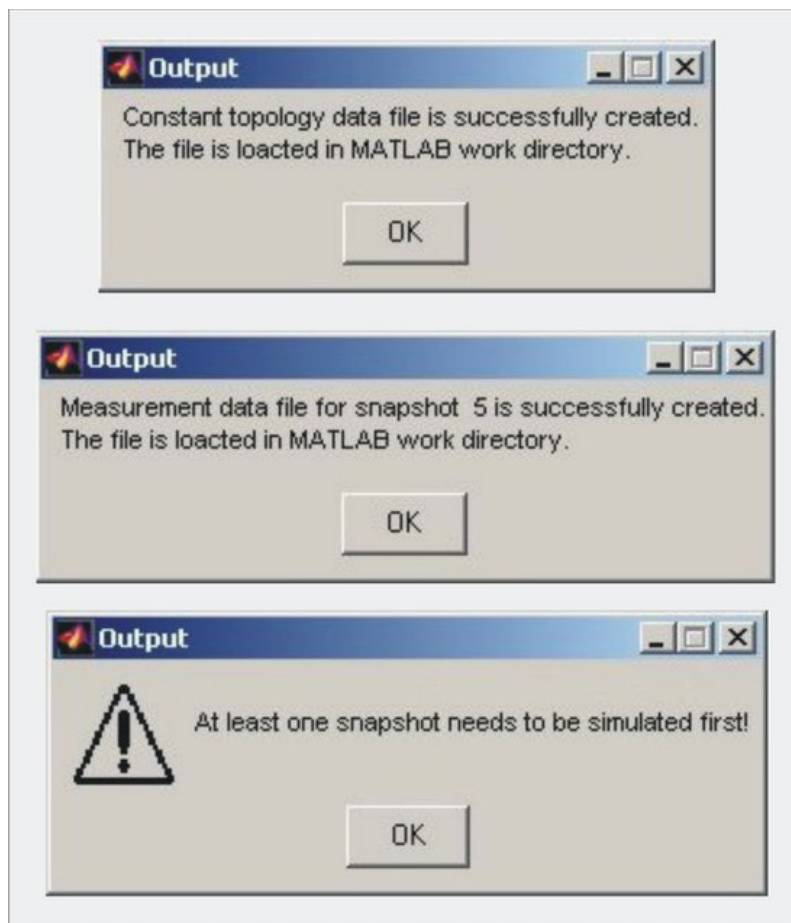 Output
Constant topology data file is successfully created.
The file is loacted in MATLAB work directory.
OK
Output
Measurement data file for snapshot 5 is successfully created.
The file is loacted in MATLAB work directory.
OK
Output
At least one snapshot needs to be simulated first!
OK